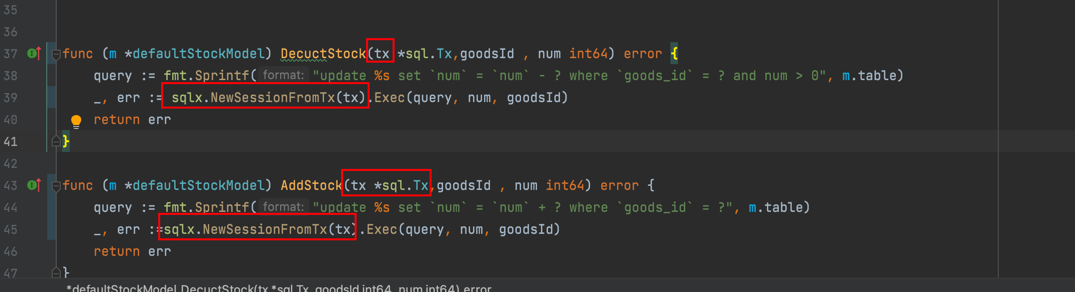 35
36
37 func (m *defaultStockModel) DecuctStock(tx *sql.Tx,goodsId , num int64) error {
38 query := fmt.Sprintf( format: "update %s set `num` = `num` - ? where `goods_id` = ? and num > 0", m.table)
39 _, err := sqlx.NewSessionFromTx(tx).Exec(query, num, goodsId)
40 return err
41 }
42
43 func (m *defaultStockModel) AddStock(tx *sql.Tx,goodsId , num int64) error {
44 query := fmt.Sprintf( format: "update %s set `num` = `num` + ? where `goods_id` = ?", m.table)
45 _, err :=sqlx.NewSessionFromTx(tx).Exec(query, num, goodsId)
46 return err
47 }
*defaultStockModel.DecuctStock(tx *sql.Tx, goodsId int64, num int64) error